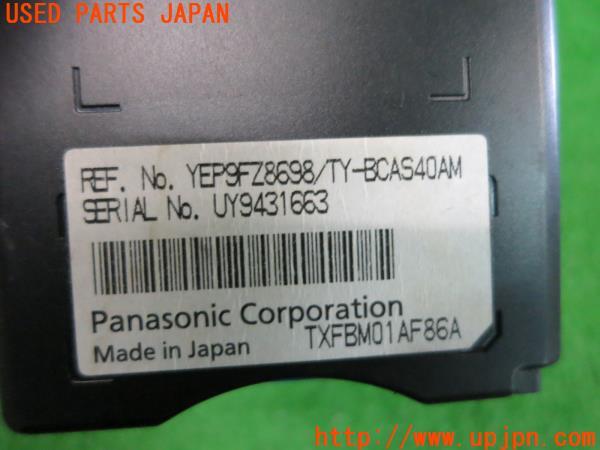 USED PARTS JAPAN
REF. No. YEP9FZ8698/TY-BCAS40AM
SERIAL No. UY9431663
Panasonic Corporation
Made in Japan
TXFBM01AF86A
(C) UPJ
www.upjpn.com